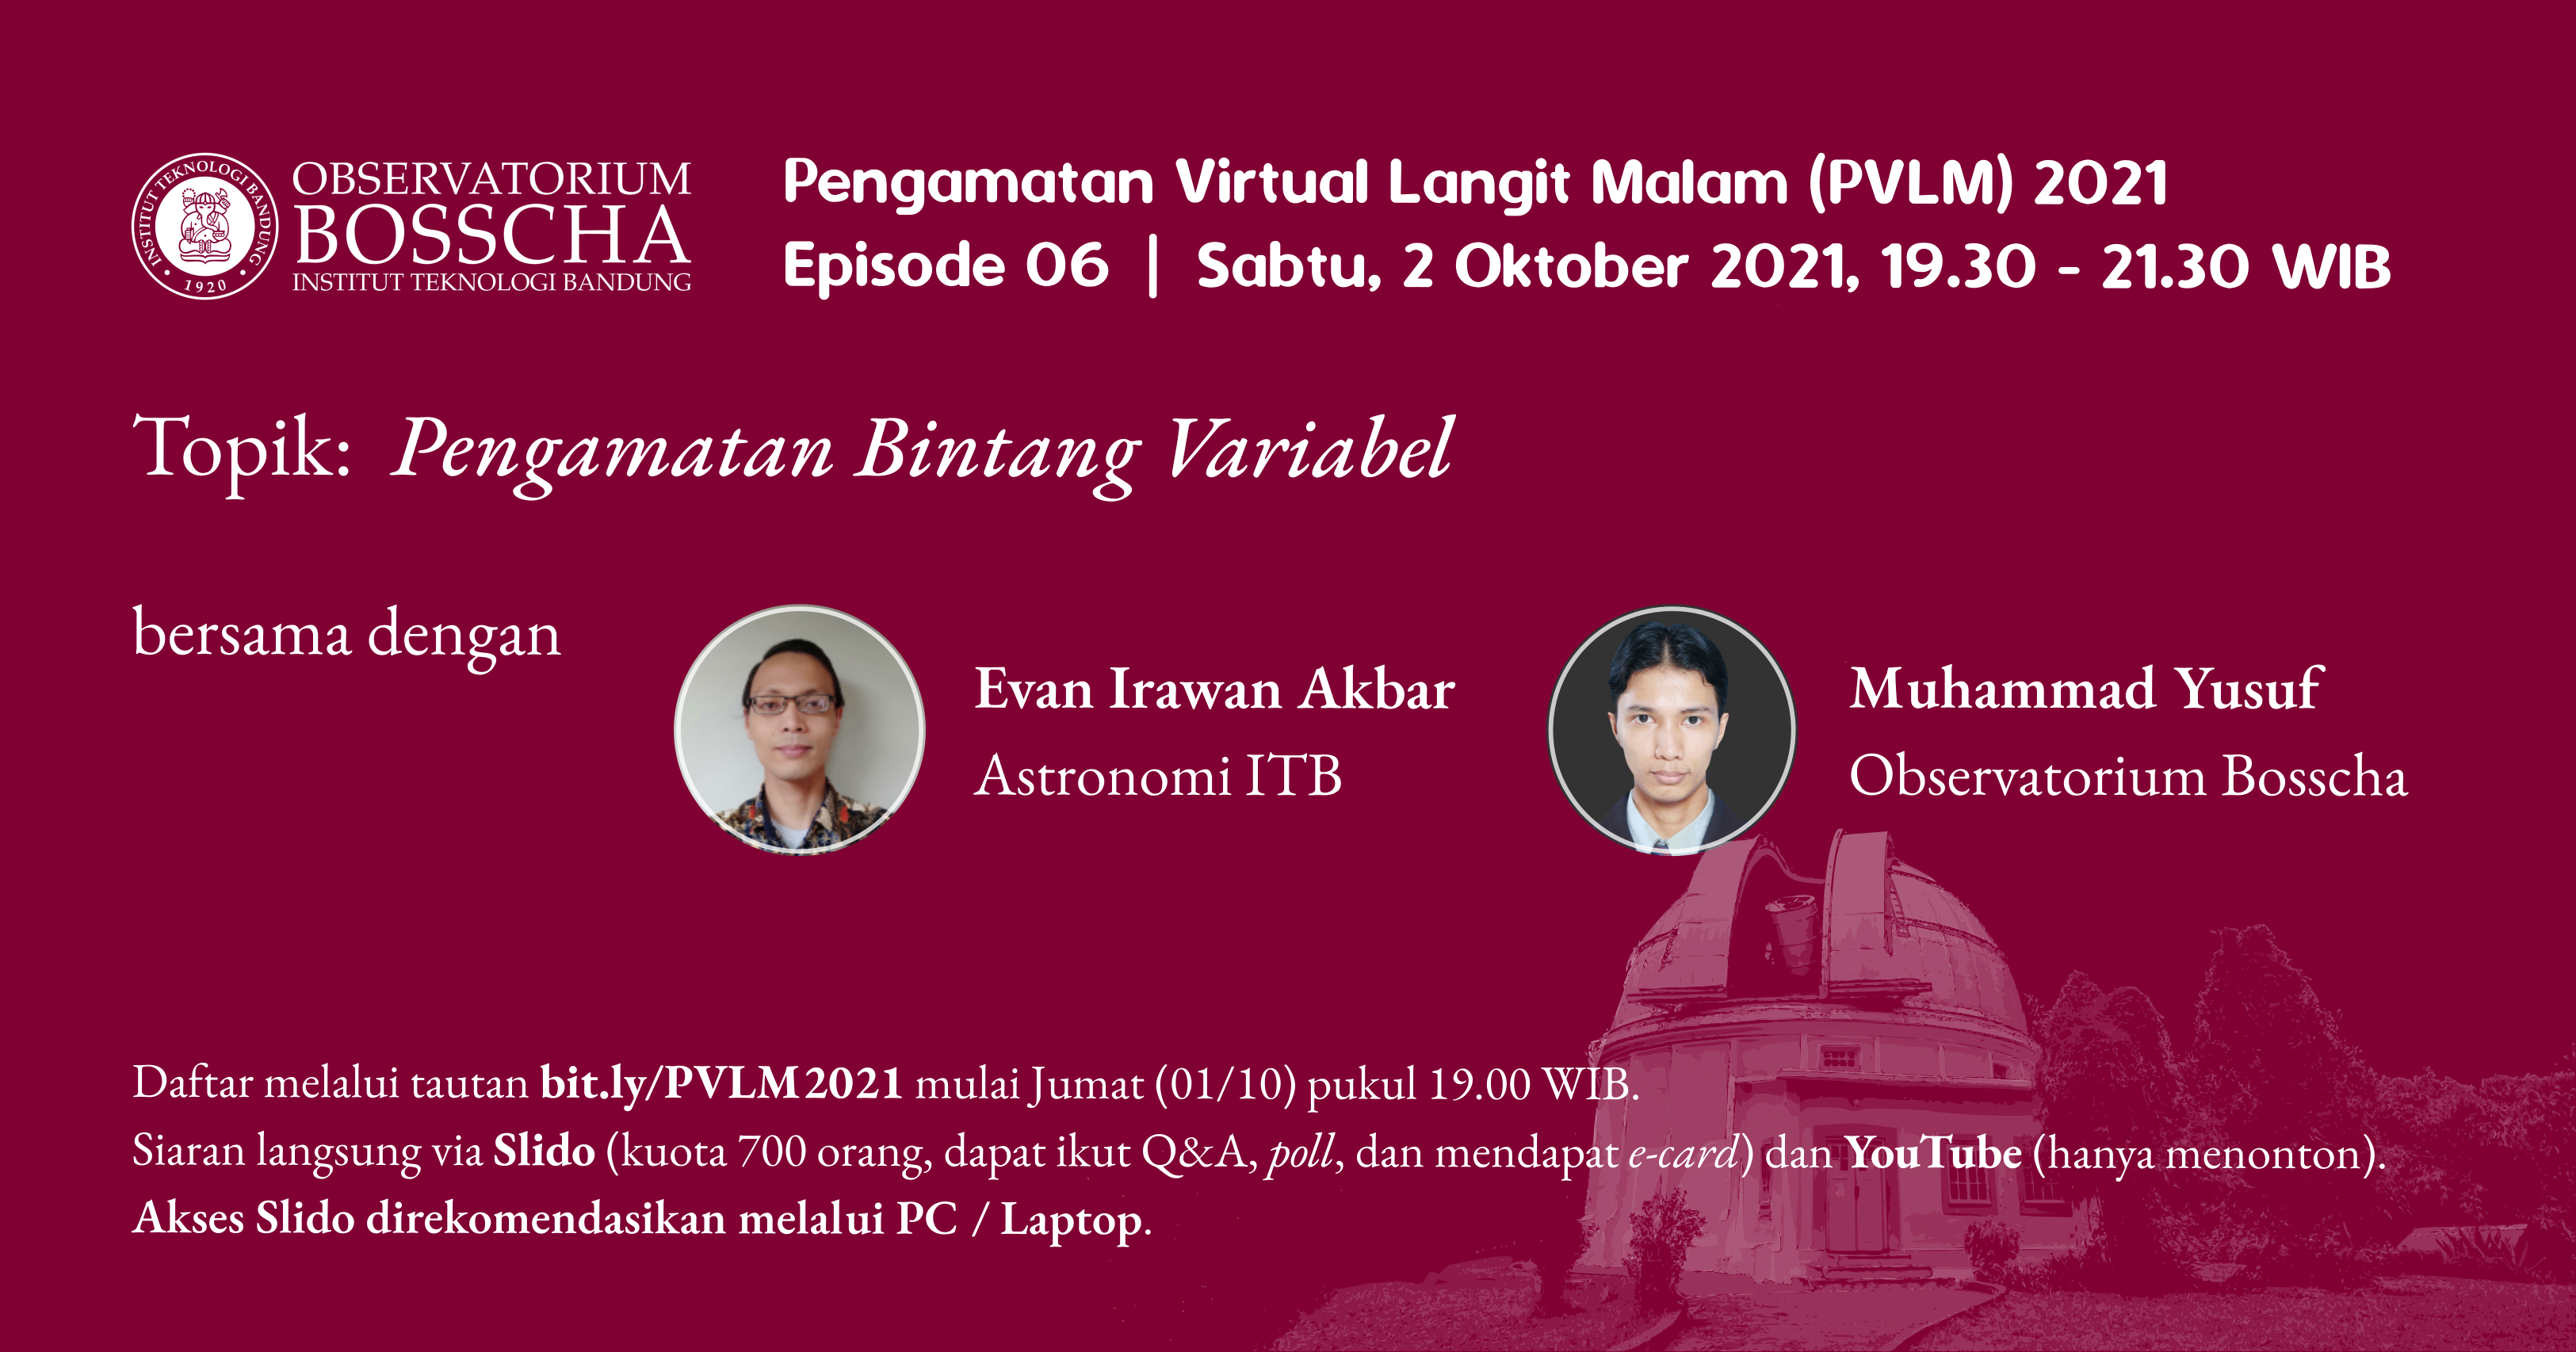 INSTITUT TEKNOLOGI BANDUNG
1920
OBSERVATORIUM
BOSSCHA
INSTITUT TEKNOLOGI BANDUNG
Pengamatan Virtual Langit Malam (PVLM) 2021
Episode 06 | Sabtu, 2 Oktober 2021, 19.30 - 21.30 WIB
Topik: Pengamatan Bintang Variabel
bersama dengan
Evan Irawan Akbar
Astronomi ITB
Muhammad Yusuf
Observatorium Bosscha
Daftar melalui tautan bit.ly/PVLM2021 mulai Jumat (01/10) pukul 19.00 WIB.
Siaran langsung via Slido (kuota 700 orang, dapat ikut Q&A, poll, dan mendapat e-card) dan YouTube (hanya menonton).
Akses Slido direkomendasikan melalui PC / Laptop.